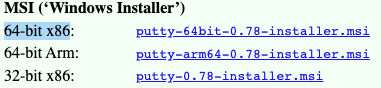 MSI (‘Windows Installer’)
64-bit x86: putty-64bit-0.78-installer.msi
64-bit Arm: putty-arm64-0.78-installer.msi
32-bit x86: putty-0.78-installer.msi